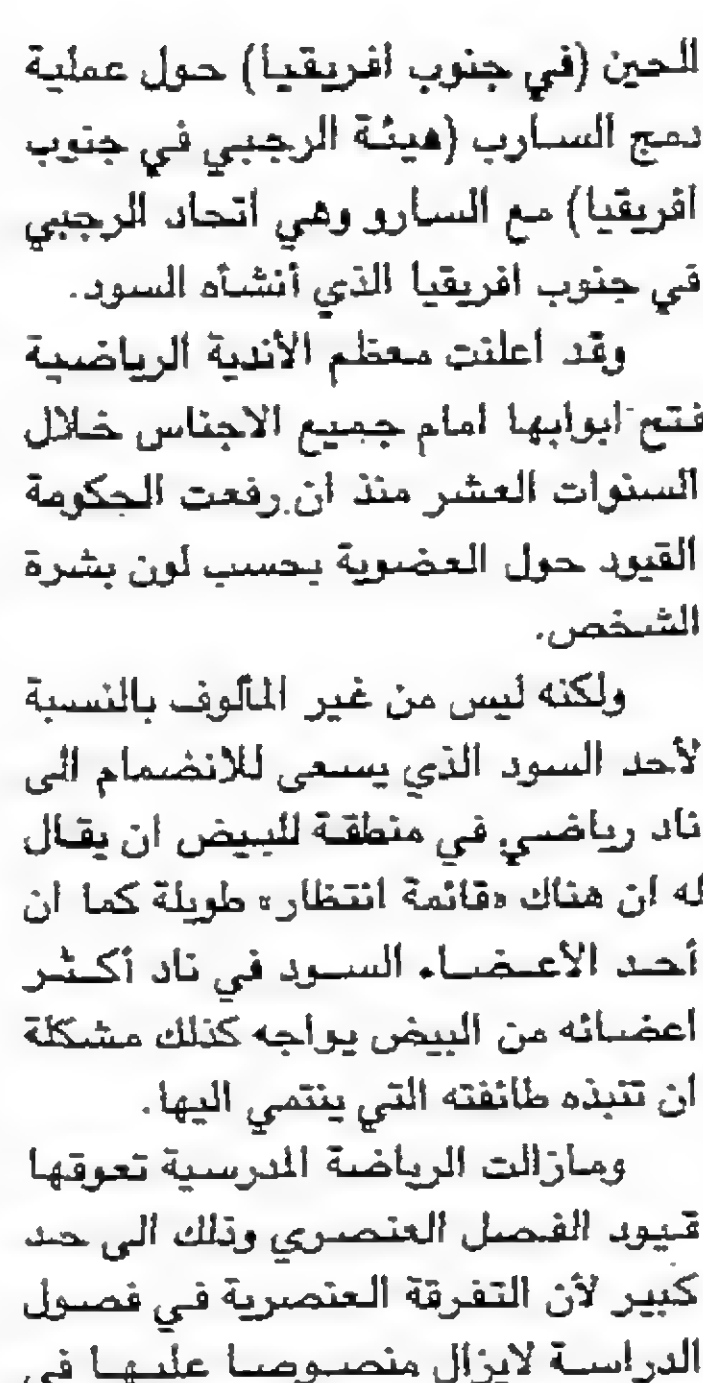 للحين (في جنوب افريقيا) حول عملية
دمج السارب (هيئة الرجبي في جنوب
افريقيا) مع السارو وهي اتحاد الرجبي
في جنوب افريقيا الذي أنشأه السود.
وقد اعلنت معظم الأندية الرياضية
فتح ابوابها امام جميع الاجناس خلال
السنوات العشر منذ ان رفعت الحكومة
القيود حول العضوية بحسب لون بشرة
الشخص.
ولكنه ليس من غير المألوف بالنسبة
لأحد السود الذي يسعى للانضمام الى
ناد رياضي في منطقة للبيض ان يقال
له ان هناك «قائمة انتظار» طويلة كما ان
أحد الأعضاء السود في ناد أكثر
اعضائه من البيض يواجه كذلك مشكلة
ان تنبذه طائفته التي ينتمي اليها.
ومازالت الرياضة المدرسية تعوقها
قيود الفصل العنصري وذلك الى حد
كبير لأن التفرقة العنصرية في فصول
الدراسة لايزال منصوصا عليها في